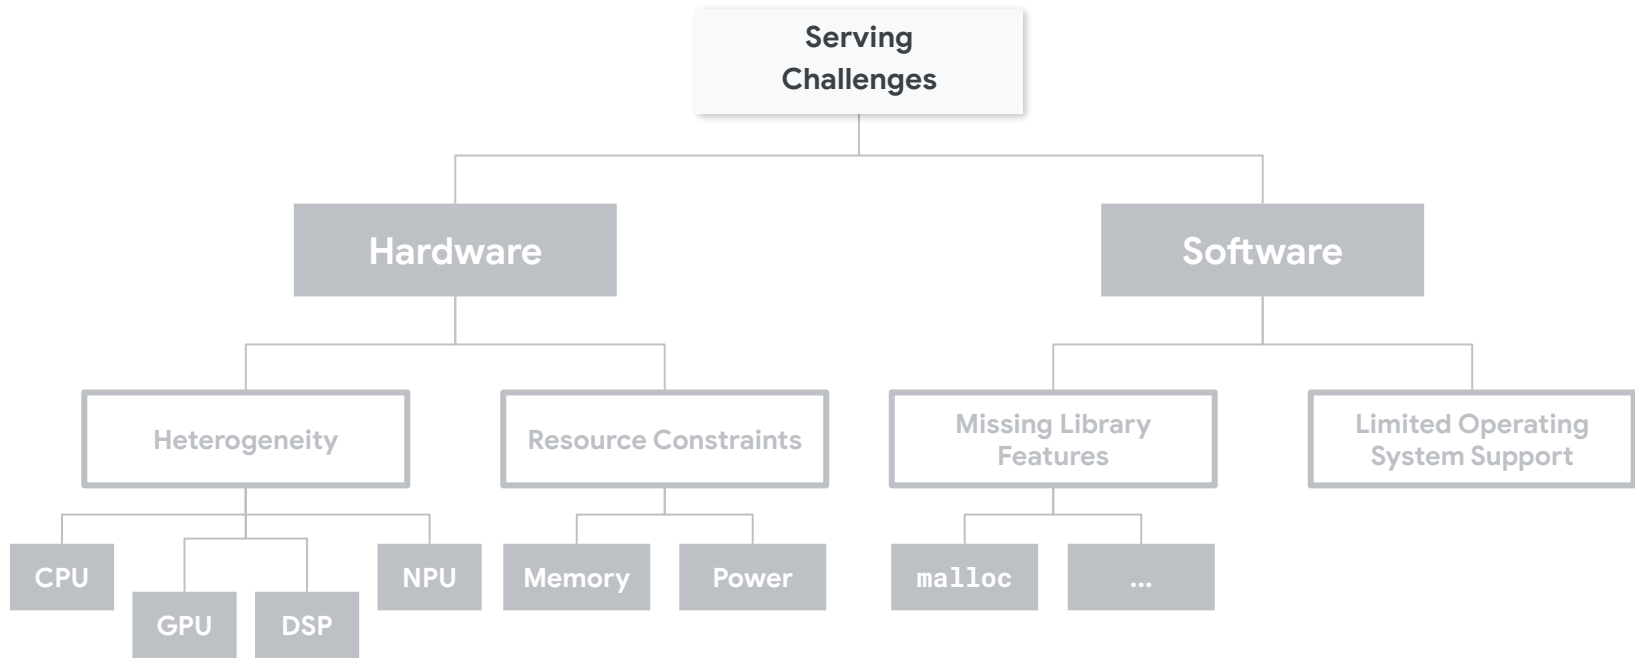 Serving
Challenges
Hardware
Software
Heterogeneity
Resource Constraints
Missing Library
Features
Limited Operating
System Support
CPU
GPU
DSP
NPU
Memory
Power
malloc
...